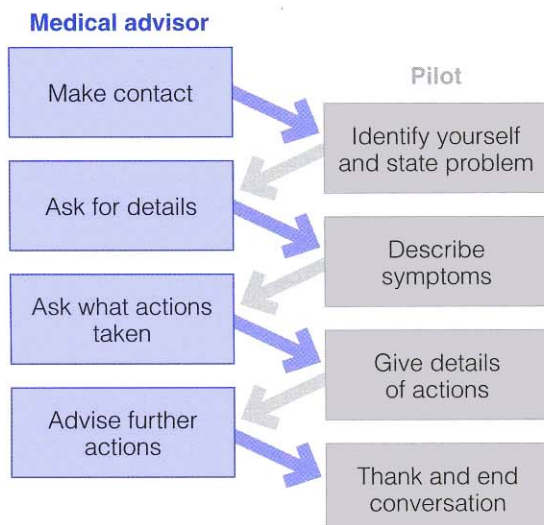 Medical advisor
Make contact
Pilot
Identify yourself
and state problem
Ask for details
Describe
symptoms
Ask what actions
taken
Give details
of actions
Advise further
actions
Thank and end
conversation